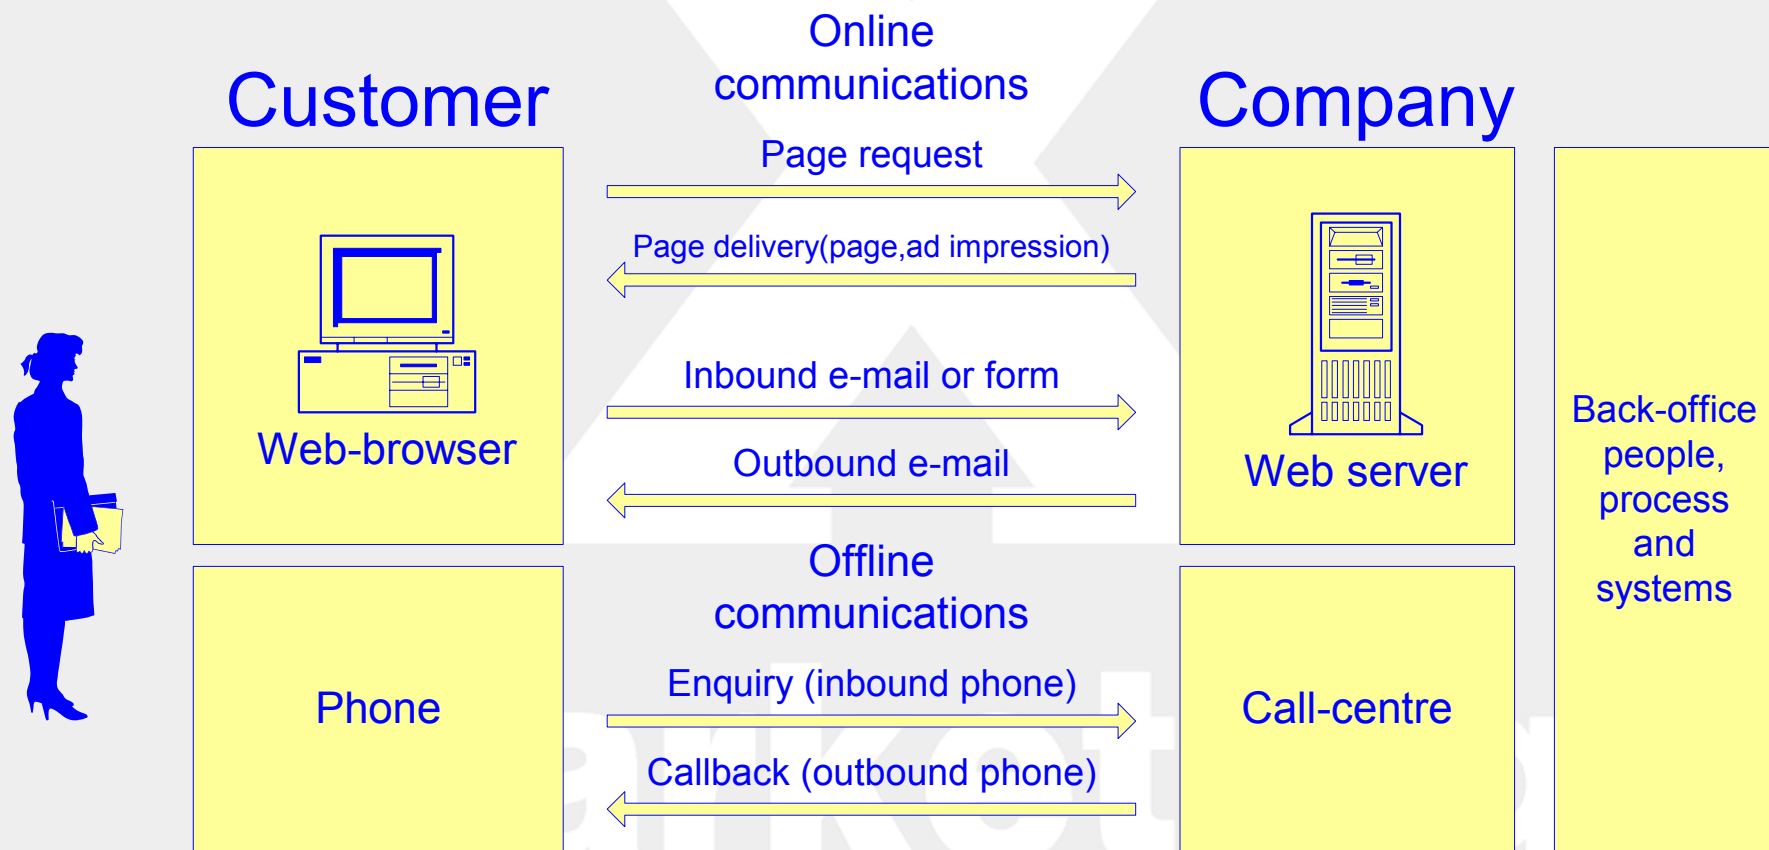 Online
communications
Customer
Company
Page request
Page delivery(page,ad impression)
Inbound e-mail or form
Outbound e-mail
Web-browser
Web server
Back-office
people,
process
and
systems
Offline
communications
Enquiry (inbound phone)
Callback (outbound phone)
Phone
Call-centre